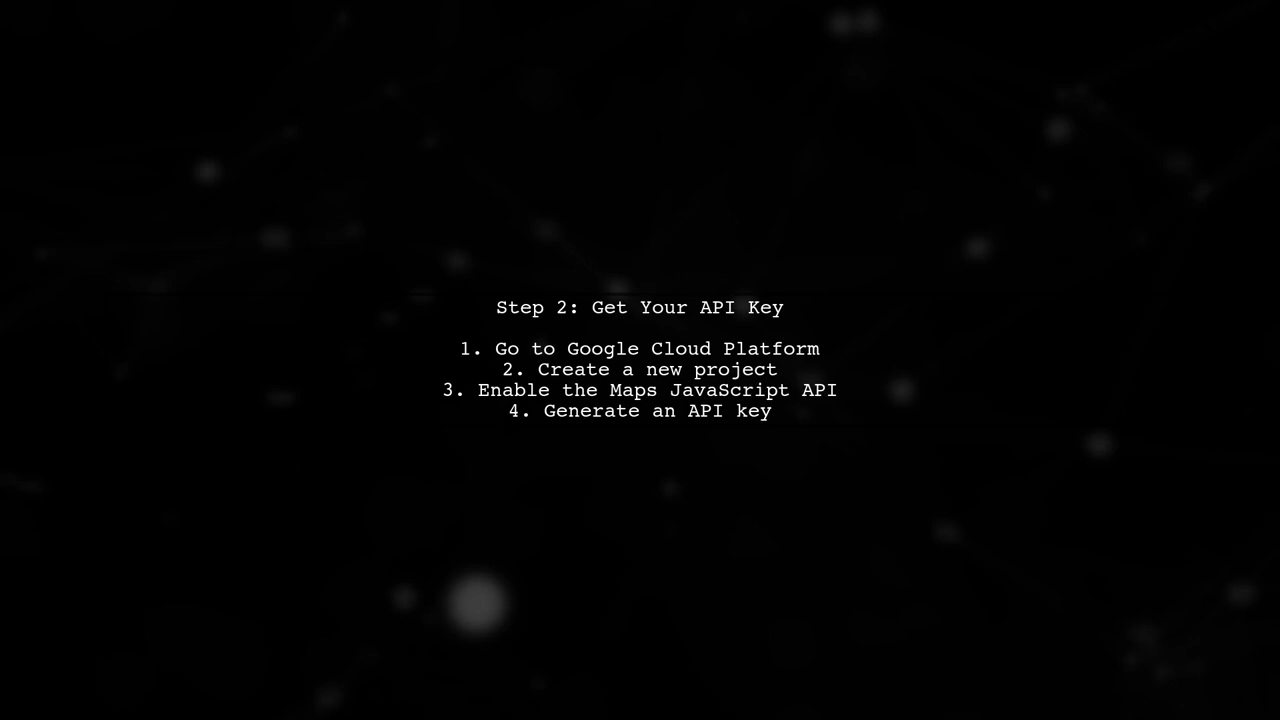 Step 2: Get Your API Key
1. Go to Google Cloud Platform
2. Create a new project
3. Enable the Maps JavaScript API
4. Generate an API key